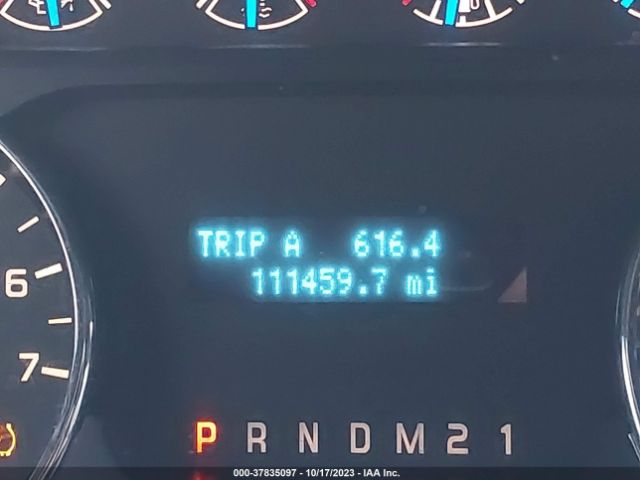 TRIP A 616.4
111459.7 mi
6
7
P R N D M 2 1
000-37835097 - 10/17/2023 - IAA Inc.